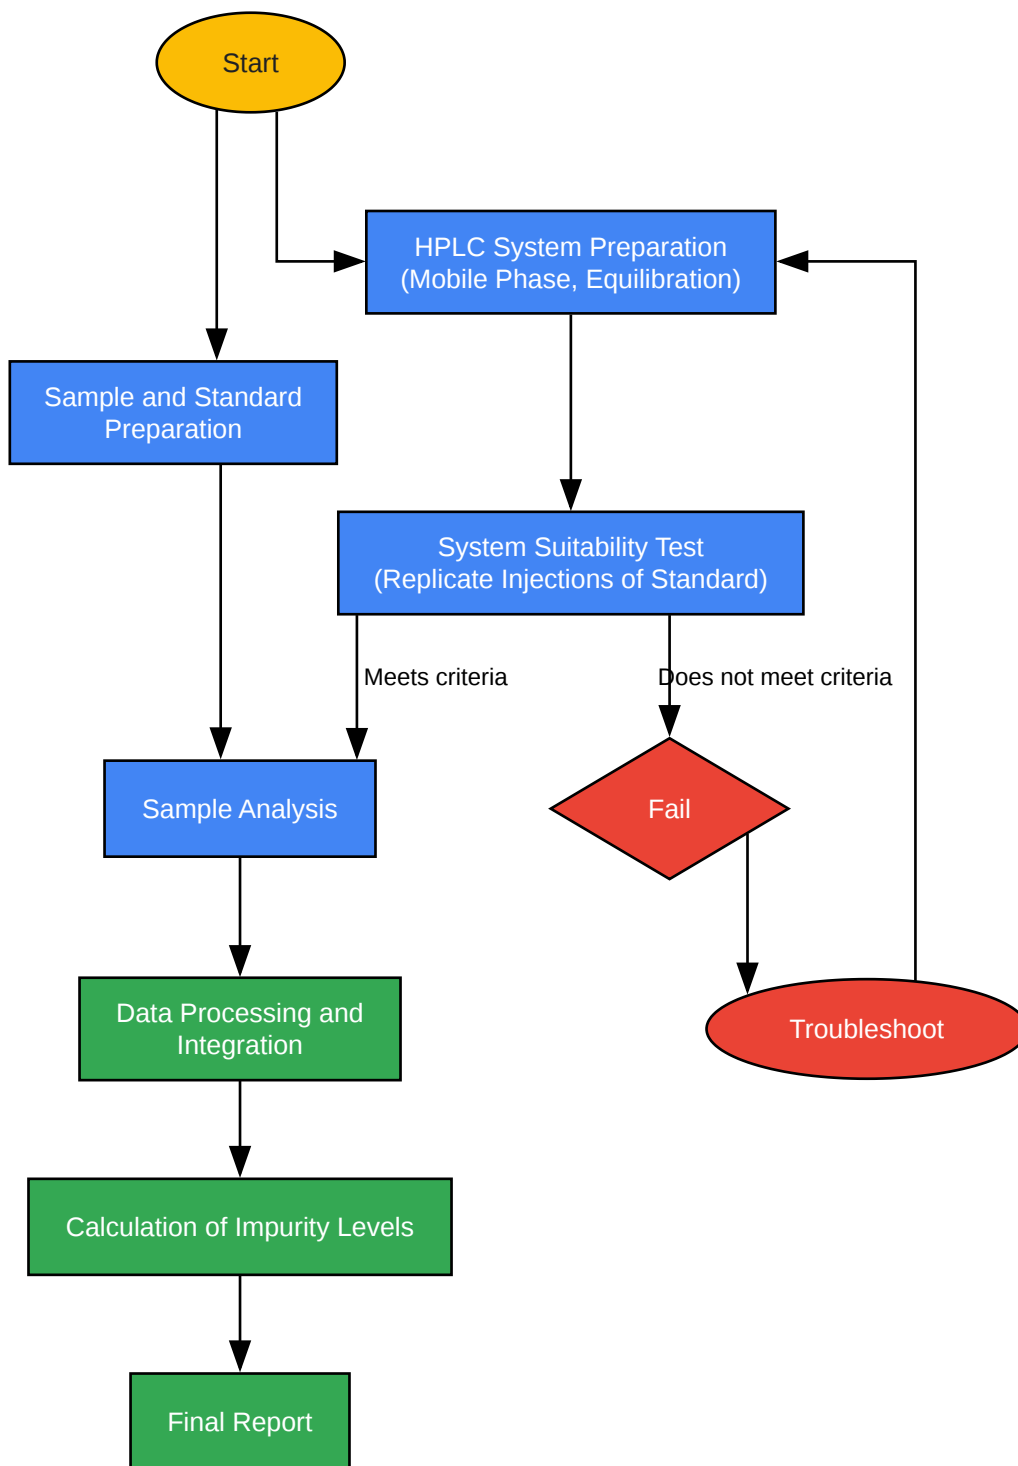 Start
HPLC System Preparation
(Mobile Phase, Equilibration)
Sample and Standard
Preparation
System Suitability Test
(Replicate Injections of Standard)
Meets criteria
Does not meet criteria
Sample Analysis
Fail
Data Processing and
Integration
Troubleshoot
Calculation of Impurity Levels
Final Report